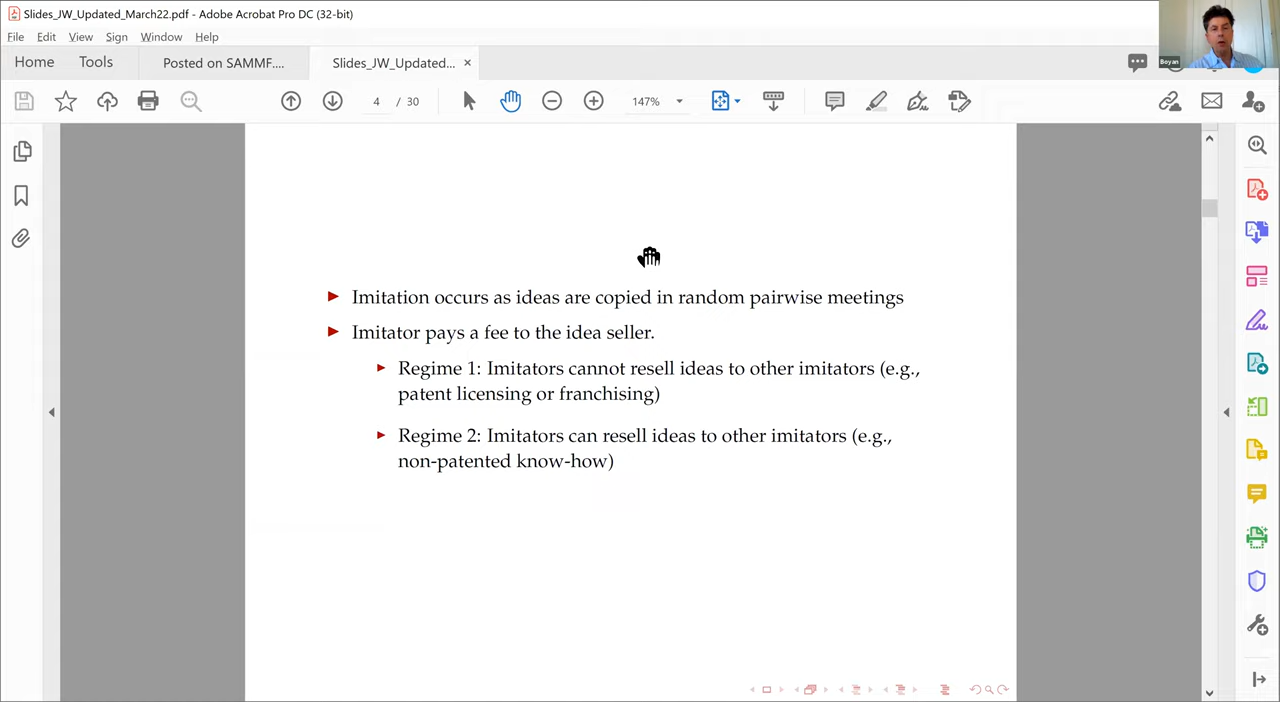 Slides_JW_Updated_March22.pdf - Adobe Acrobat Pro DC (32-bit)
File Edit View Sign Window Help
Home Tools Posted on SAMMF.... Slides_JW_Updated... ×
4 / 30 147%
Boyan
Imitation occurs as ideas are copied in random pairwise meetings
Imitator pays a fee to the idea seller.
Regime 1: Imitators cannot resell ideas to other imitators (e.g.,
patent licensing or franchising)
Regime 2: Imitators can resell ideas to other imitators (e.g.,
non-patented know-how)